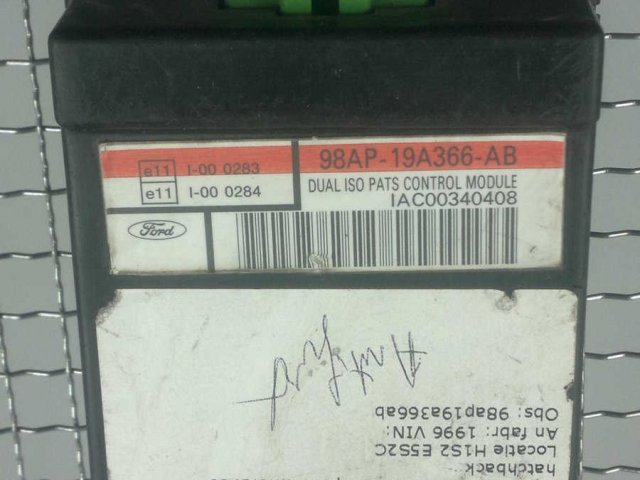 e11 I-00 0283
e11 I-00 0284
98AP-19A366-AB
DUAL ISO PATS CONTROL MODULE
IAC00340408
Ford
hatchback
Locatie H1S2 E5S2C
An fabr: 1996 VIN:
Obs: 98ap19a366ab